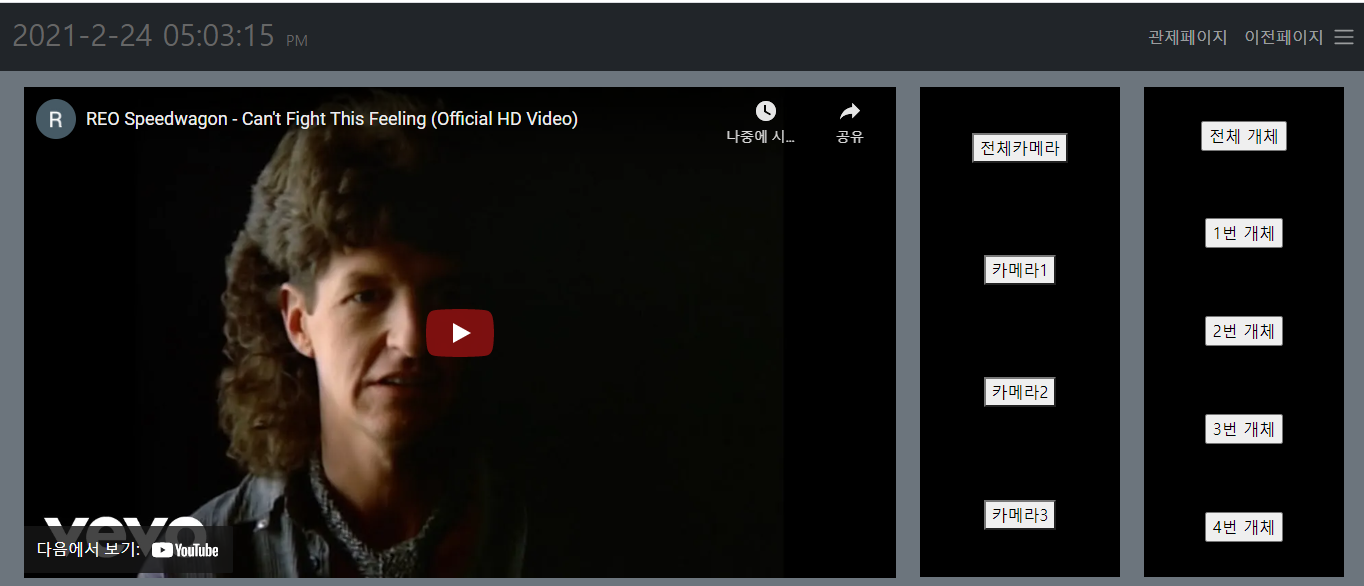 2021-2-24 05:03:15 PM
관제페이지 이전페이지
R REO Speedwagon - Can't Fight This Feeling (Official HD Video)
나중에 시...
공유
vevo
다음에서 보기: YouTube
전체카메라
카메라1
카메라2
카메라3
전체 개체
1번 개체
2번 개체
3번 개체
4번 개체